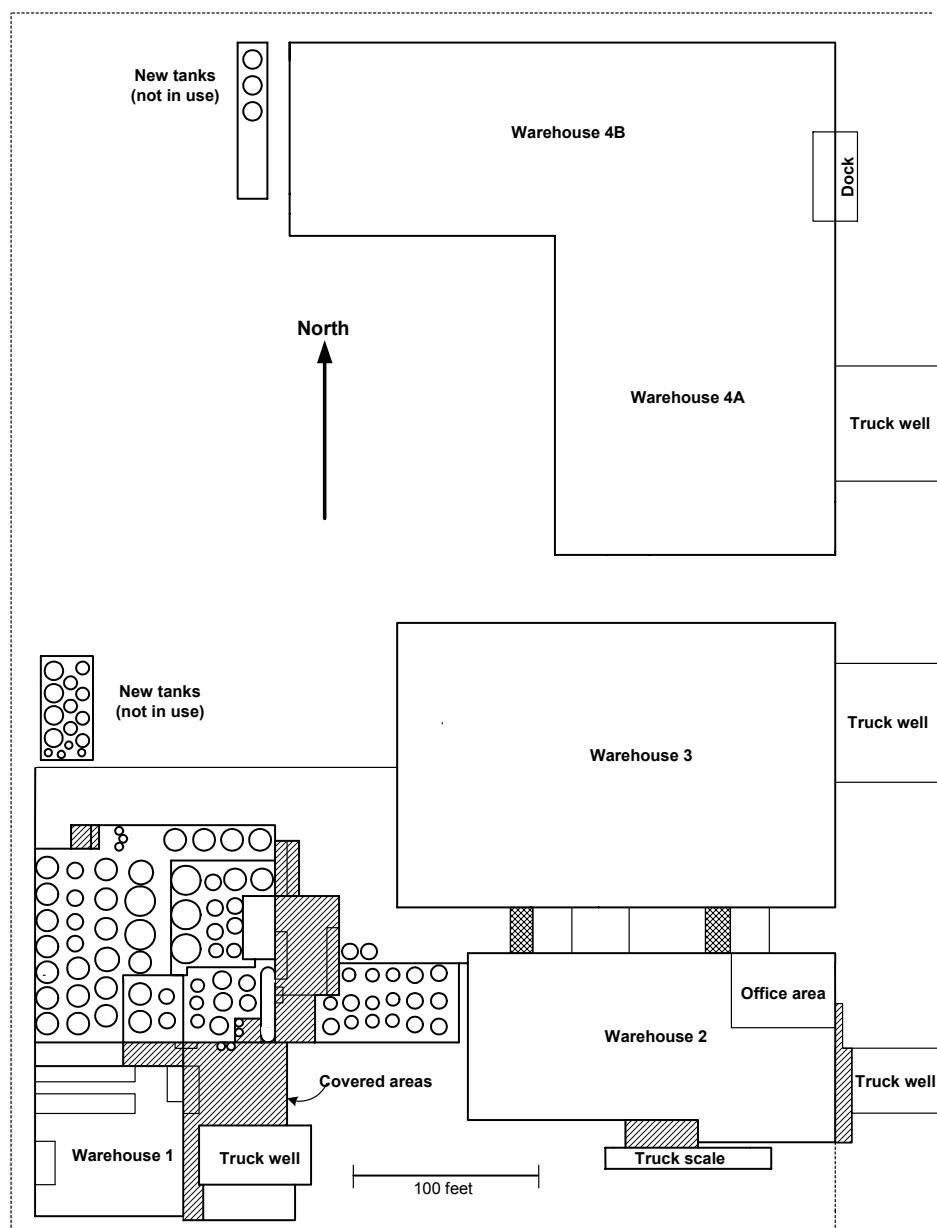 New tanks
(not in use)
Warehouse 4B
Dock
North
Warehouse 4A
Truck well
New tanks
(not in use)
Truck well
Warehouse 3
Office area
Warehouse 2
Covered areas
Truck well
Warehouse 1
Truck well
Truck scale
100 feet